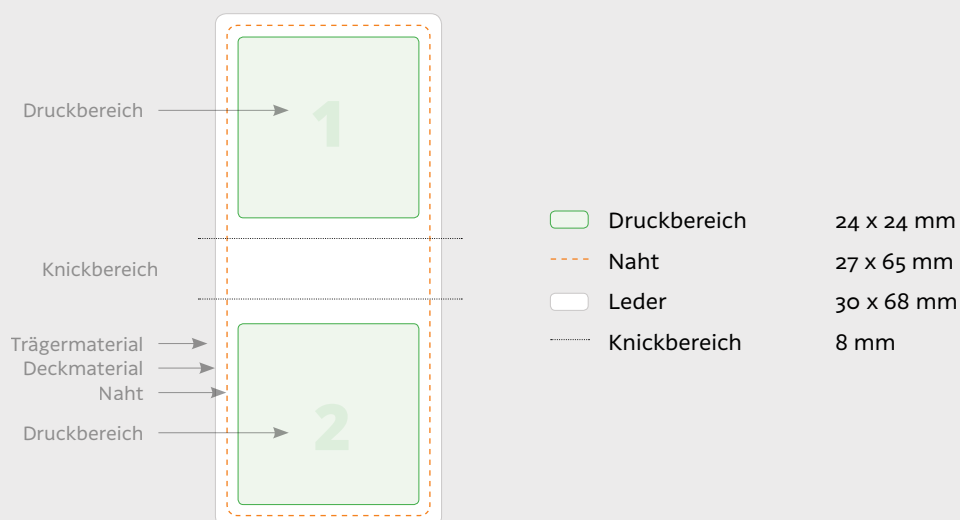 Druckbereich
1
Knickbereich
Trägermaterial
Deckmaterial
Naht
Druckbereich
2
Druckbereich 24 x 24 mm
Naht 27 x 65 mm
Leder 30 x 68 mm
Knickbereich 8 mm